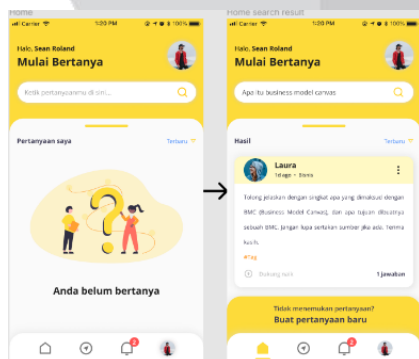 Home
Carrier 1:20 PM 100%
Halo, Sean Roland
Mulai Bertanya
Ketik pertanyaanmu di sini...
Pertanyaan saya Terbaru
?
Anda belum bertanya
2
Home search result
Carrier 1:20 PM 100%
Halo, Sean Roland
Mulai Bertanya
Apa itu business model canvas
Hasil Terbaru
Laura
1d ago • Bisnis
Tolong jelaskan dengan singkat apa yang dimaksud dengan
BMC (Business Model Canvas), dan apa tujuan dibuatnya
sebuah BMC. Jangan lupa sertakan sumber jika ada. Terima
kasih.
#Tag
Dukung 1 jawaban
Tidak menemukan pertanyaan?
Buat pertanyaan baru
2